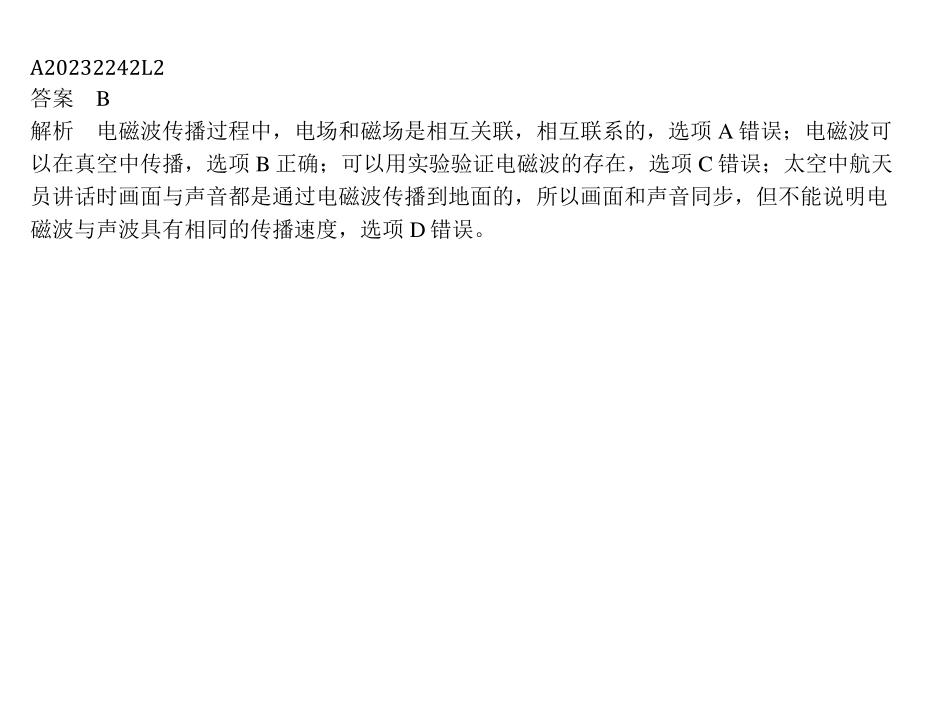 A20232242L2
答案　B
解析　电磁波传播过程中，电场和磁场是相互关联，相互联系的，选项 A 错误；电磁波可
以在真空中传播，选项 B 正确；可以用实验验证电磁波的存在，选项 C 错误；太空中航天
员讲话时画面与声音都是通过电磁波传播到地面的，所以画面和声音同步，但不能说明电
磁波与声波具有相同的传播速度，选项 D 错误。